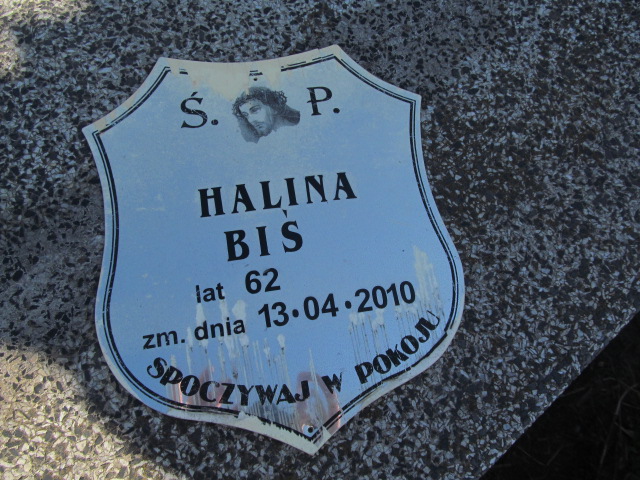 Ś. P.
HALINA
BIŚ
lat 62
zm. dnia 13·04·2010
SPOCZYWAJ W POKOJU